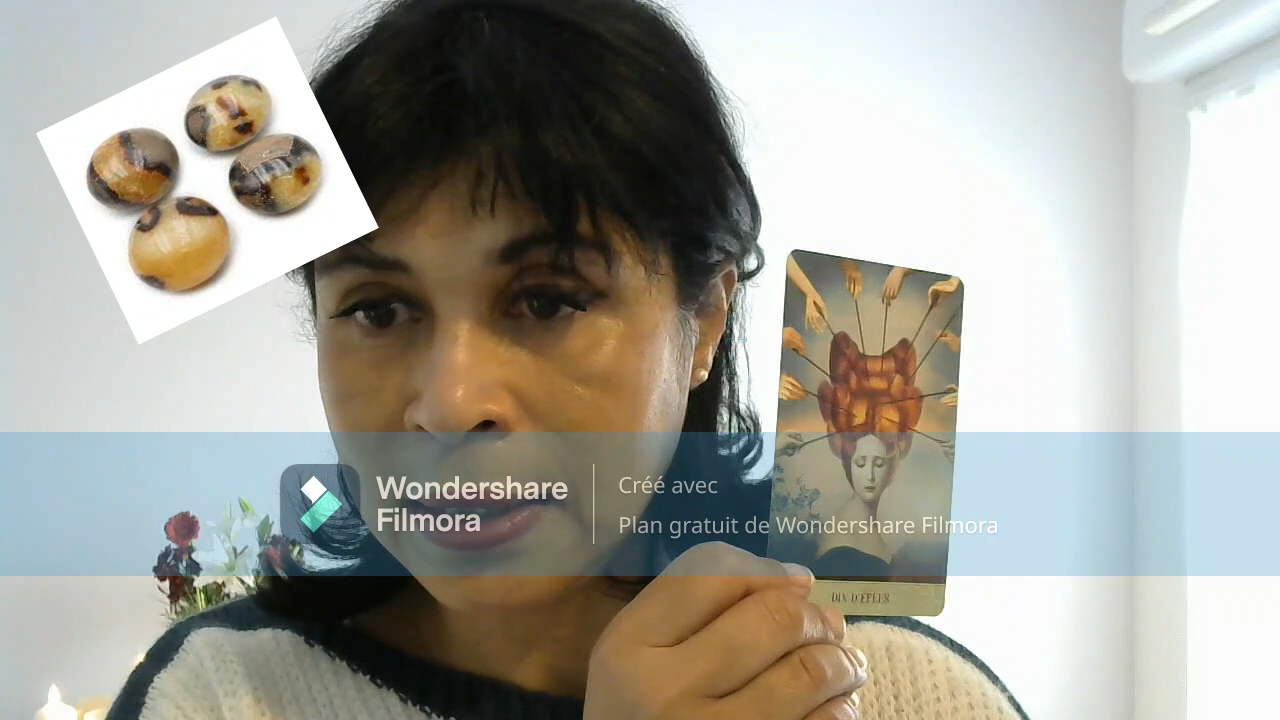 Wondershare
Filmora
Créé avec
Plan gratuit de Wondershare Filmora
DIX D'ÉPÉES